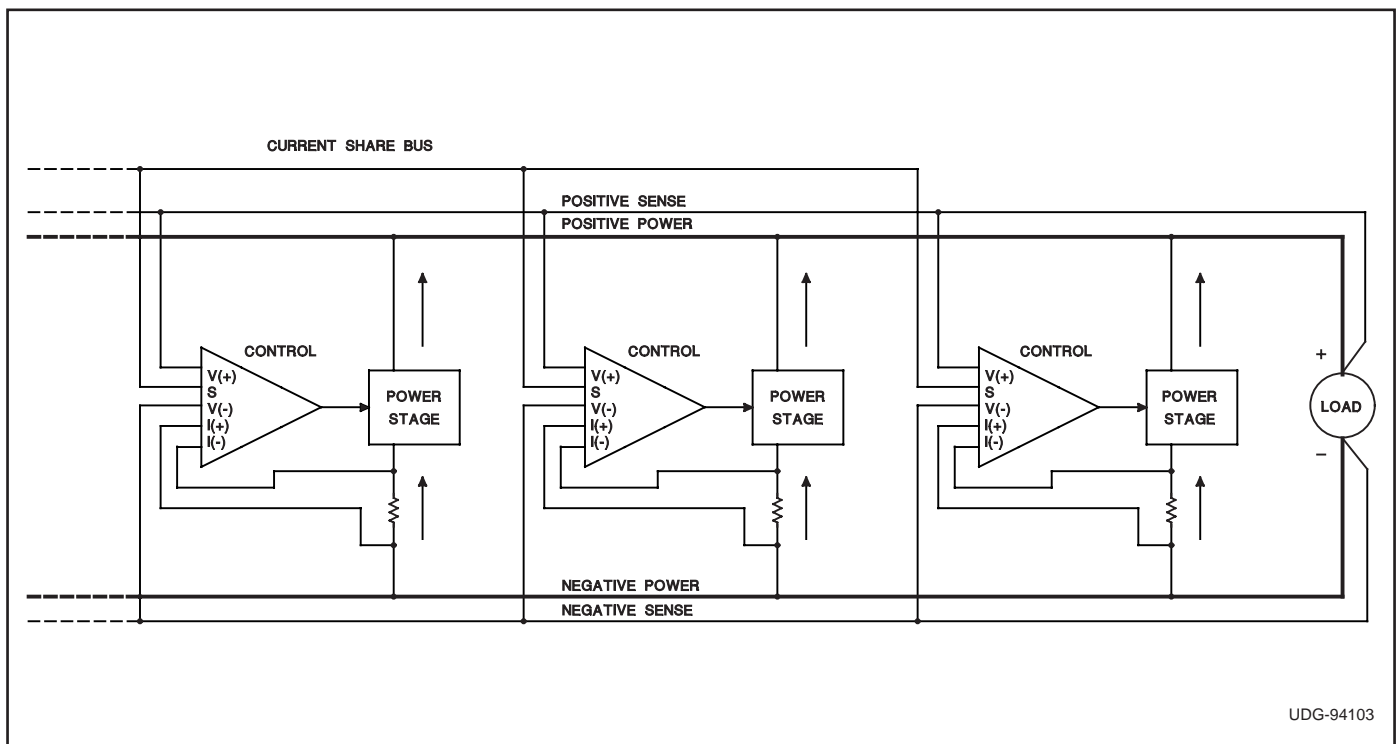 CURRENT SHARE BUS
POSITIVE SENSE
POSITIVE POWER
CONTROL
V(+)
S
V(-)
I(+)
I(-)
POWER
STAGE
CONTROL
V(+)
S
V(-)
I(+)
I(-)
POWER
STAGE
CONTROL
V(+)
S
V(-)
I(+)
I(-)
POWER
STAGE
+
LOAD
−
NEGATIVE POWER
NEGATIVE SENSE
UDG-94103